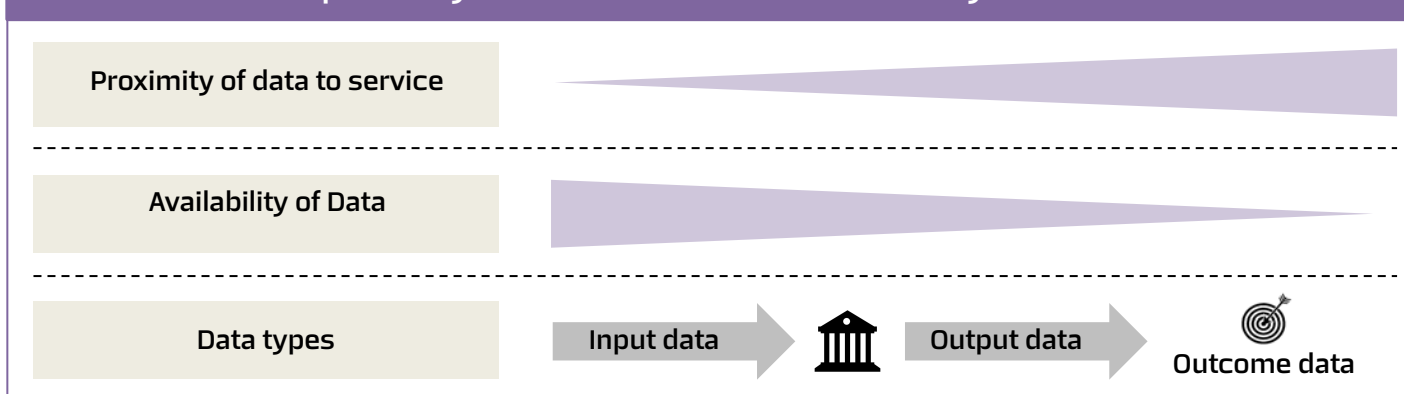 Proximity of data to service
Availability of Data
Data types
Input data
Output data
Outcome data